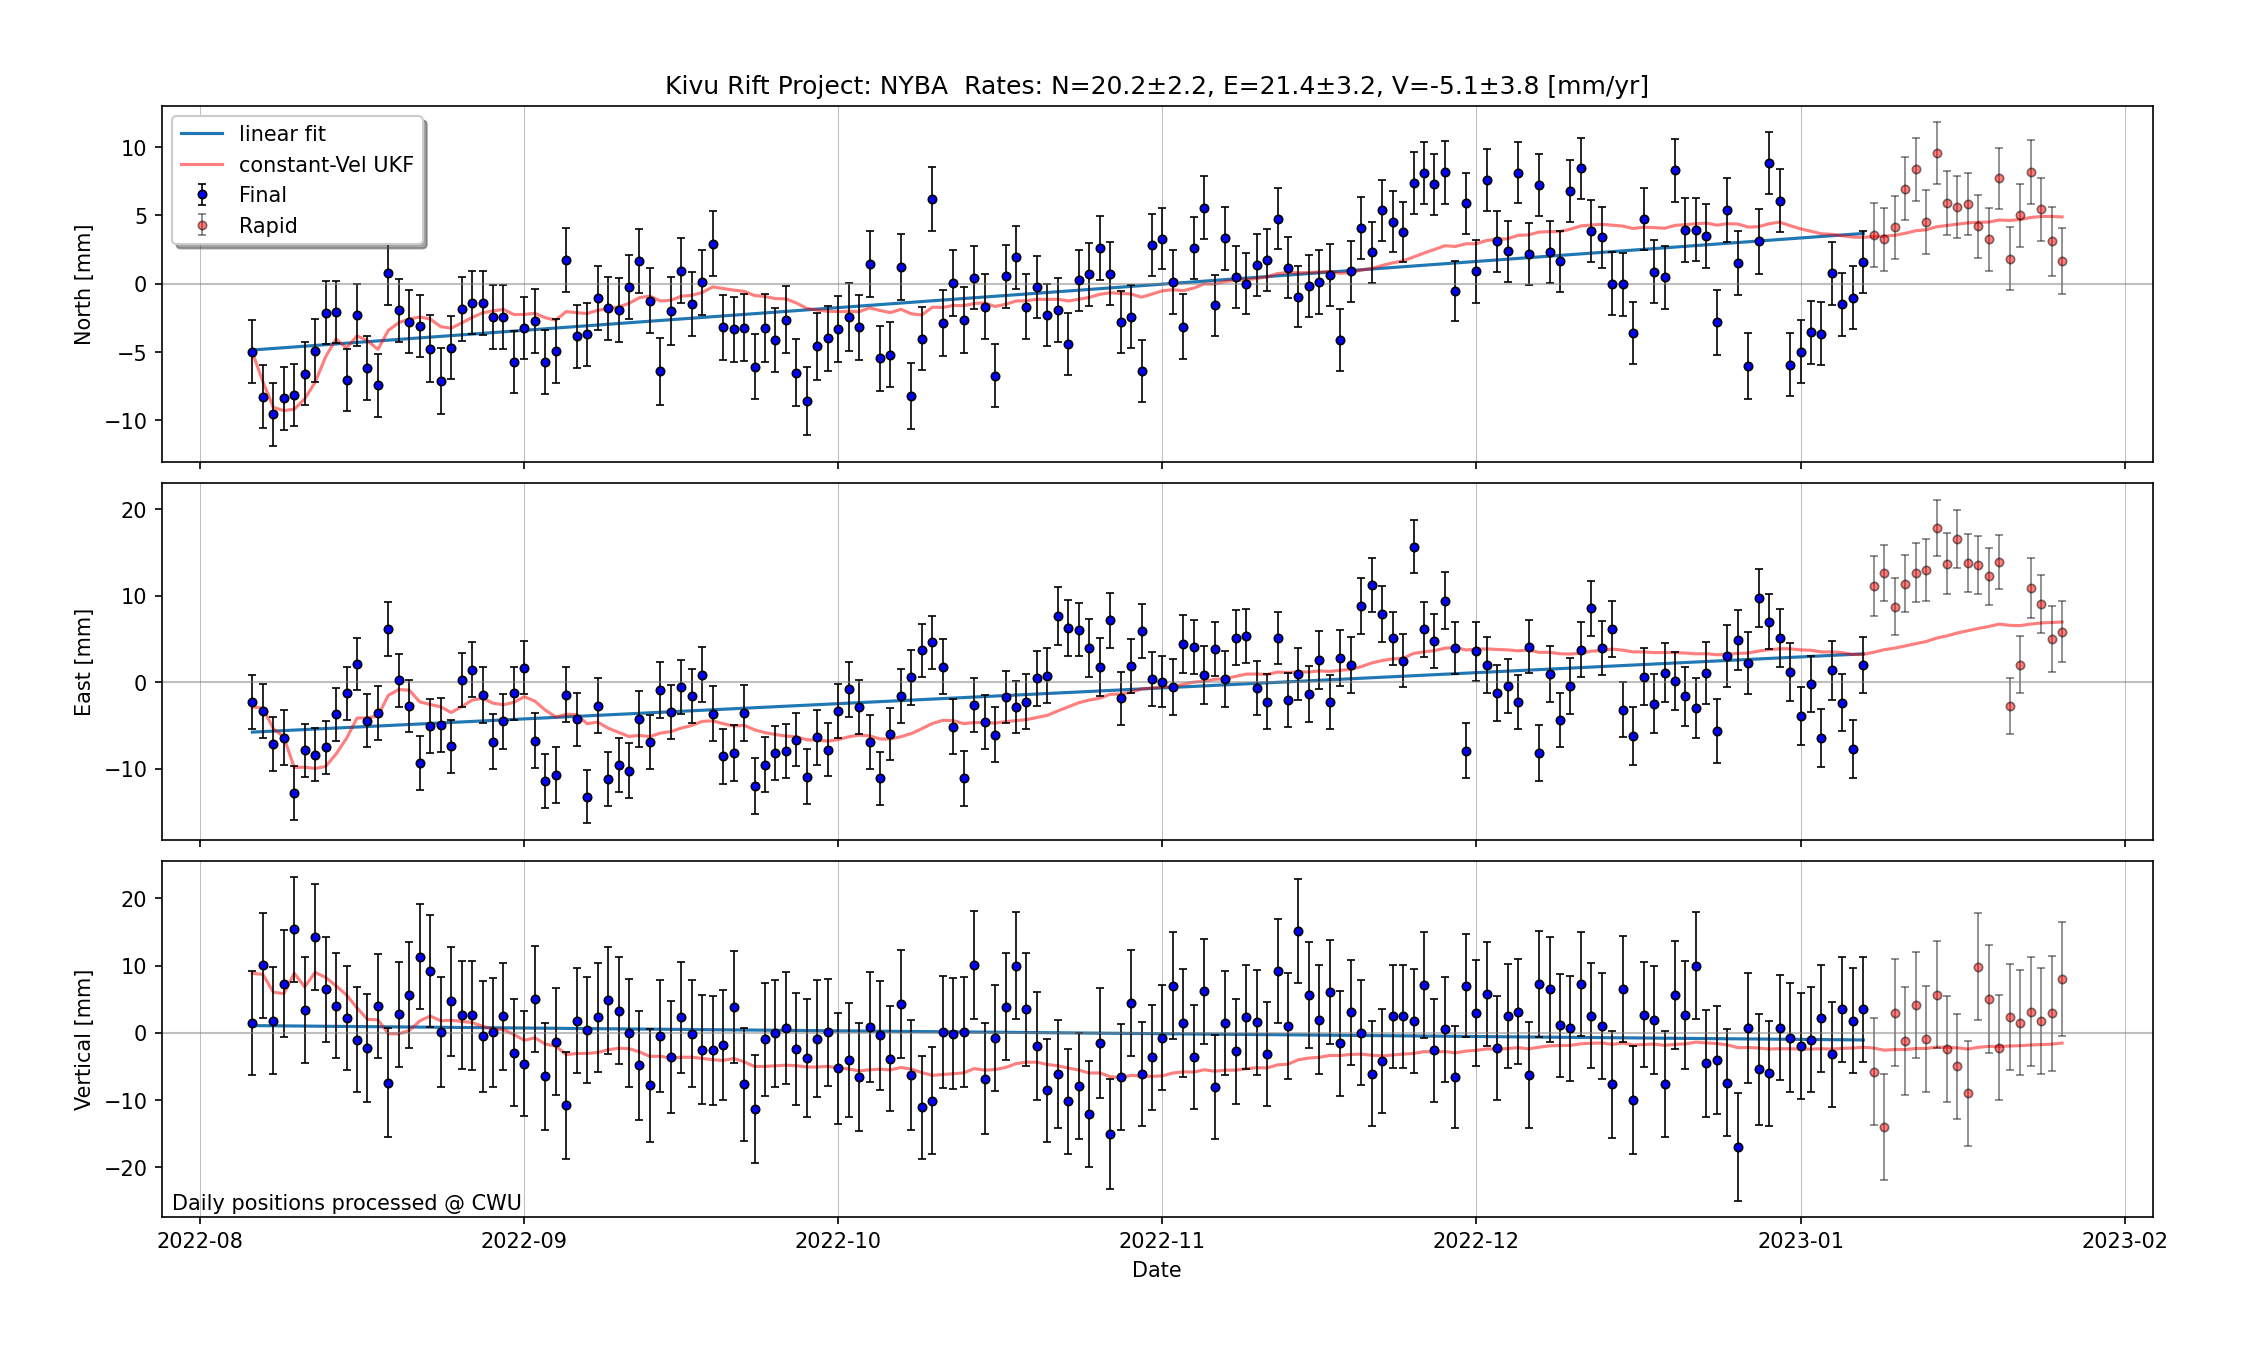 Kivu Rift Project: NYBA  Rates: N=20.2±2.2, E=21.4±3.2, V=-5.1±3.8 [mm/yr]
linear fit
constant-Vel UKF
Final
Rapid
North [mm]
10
5
0
−5
−10
East [mm]
20
10
0
−10
Vertical [mm]
20
10
0
−10
−20
Daily positions processed @ CWU
2022-08 2022-09 2022-10 2022-11 2022-12 2023-01 2023-02
Date